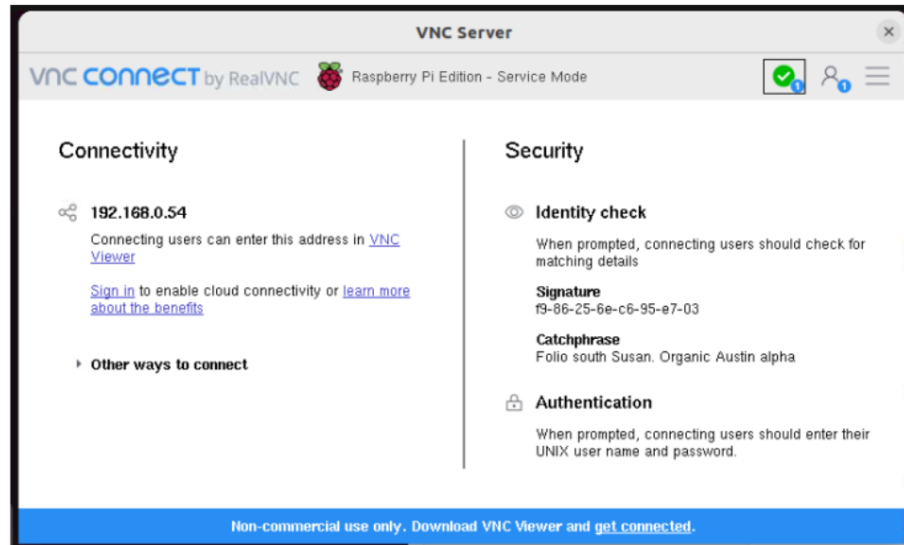 VNC Server
VNC CONNECT by RealVNC Raspberry Pi Edition - Service Mode
1 1
Connectivity
192.168.0.54
Connecting users can enter this address in VNC
Viewer
Sign in to enable cloud connectivity or learn more
about the benefits
Other ways to connect
Security
Identity check
When prompted, connecting users should check for
matching details
Signature
f9-86-25-6e-c6-95-e7-03
Catchphrase
Folio south Susan. Organic Austin alpha
Authentication
When prompted, connecting users should enter their
UNIX user name and password.
Non-commercial use only. Download VNC Viewer and get connected.